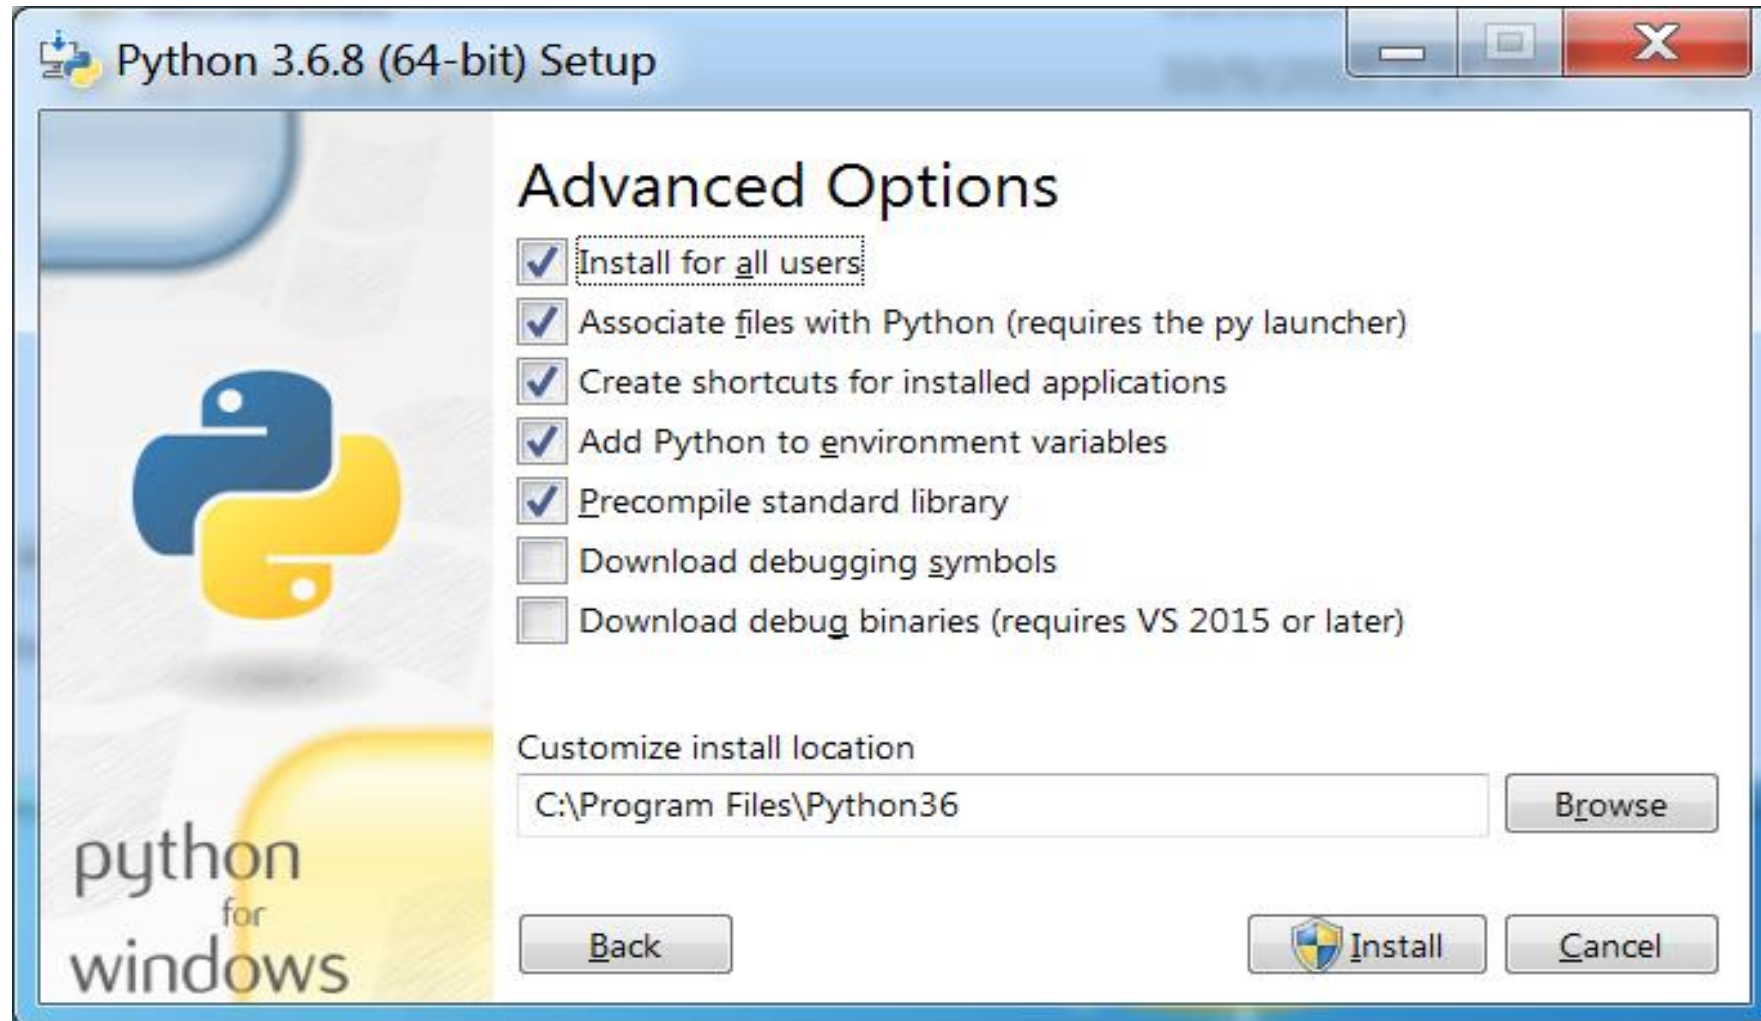 Python 3.6.8 (64-bit) Setup
Advanced Options
Install for all users
Associate files with Python (requires the py launcher)
Create shortcuts for installed applications
Add Python to environment variables
Precompile standard library
Download debugging symbols
Download debug binaries (requires VS 2015 or later)
Customize install location
C:\Program Files\Python36
Browse
python
for
windows
Back
Install
Cancel